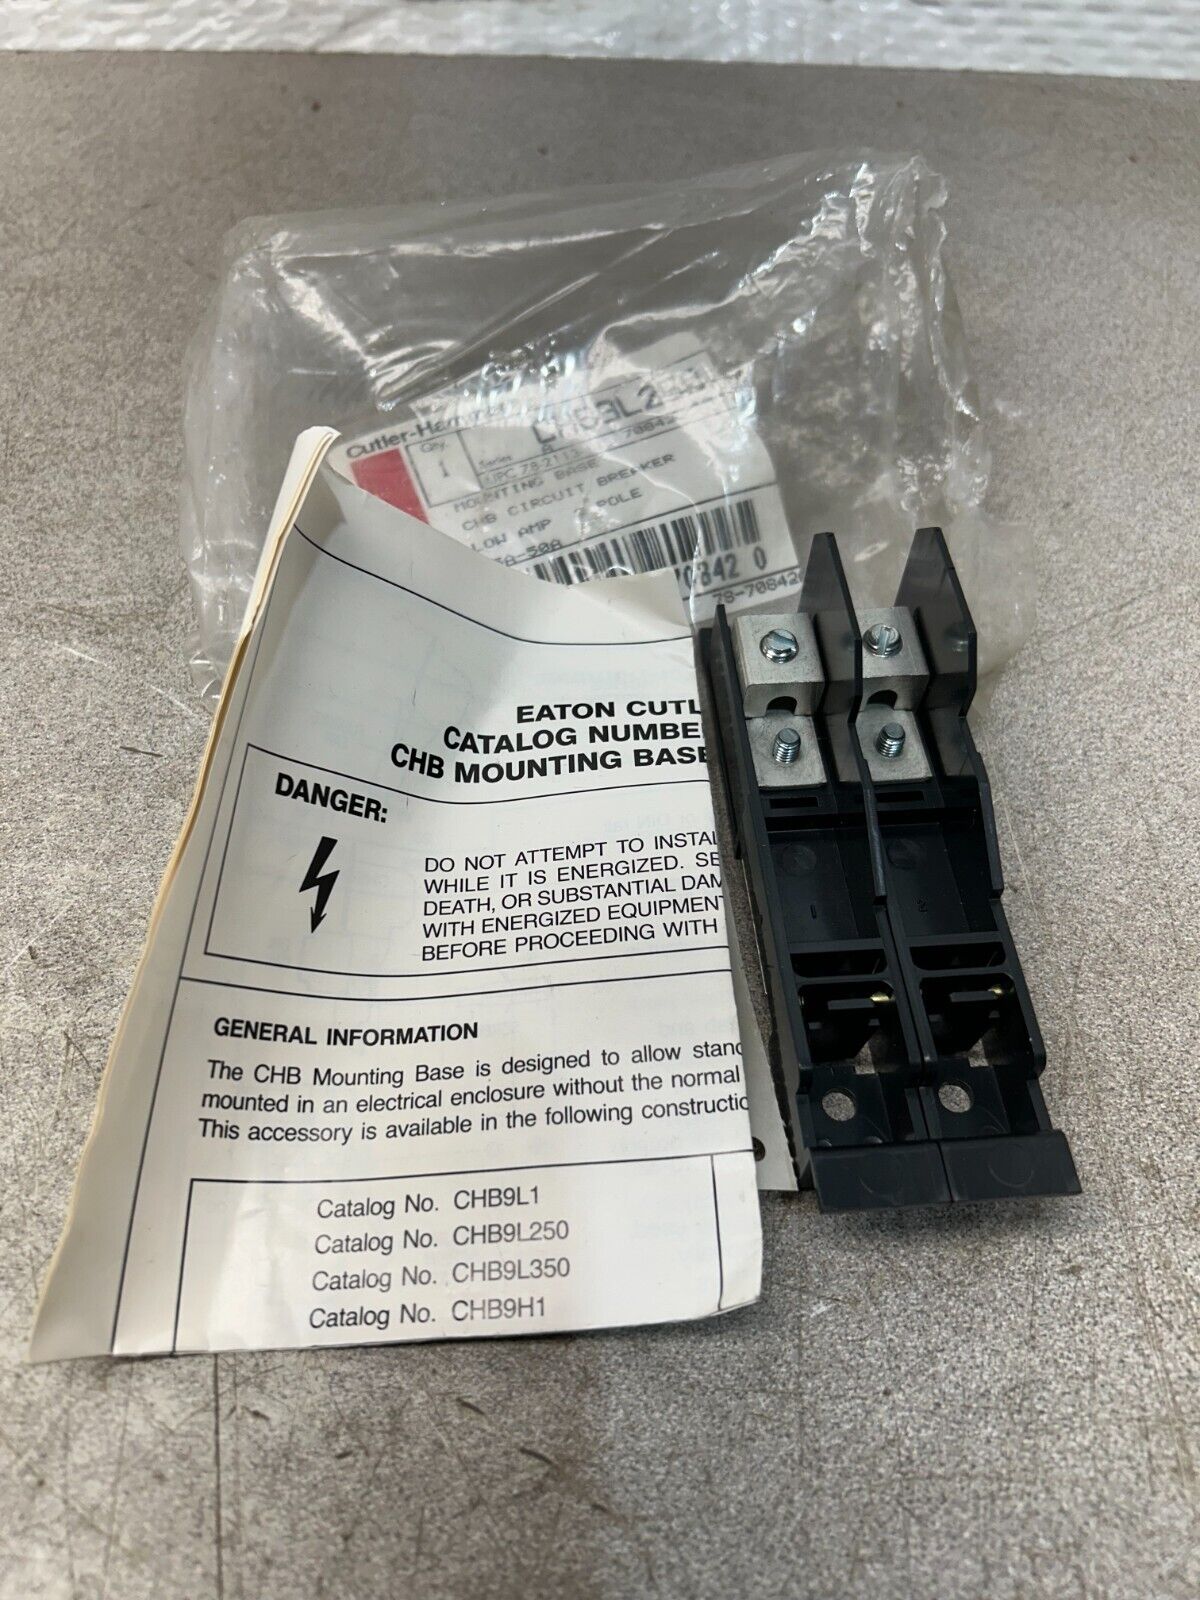 Cutler-Hammer
Qty.
1
Series
A
MOUNTING BASE
CHB CIRCUIT BREAKER
LOW AMP 2 POLE
70842 0
78-70842
EATON CUTL
CATALOG NUMBE
CHB MOUNTING BASE
DANGER:
DO NOT ATTEMPT TO INSTAL
WHILE IT IS ENERGIZED. SE
DEATH, OR SUBSTANTIAL DAM
WITH ENERGIZED EQUIPMENT
BEFORE PROCEEDING WITH
GENERAL INFORMATION
The CHB Mounting Base is designed to allow stand
mounted in an electrical enclosure without the normal
This accessory is available in the following constructio
Catalog No. CHB9L1
Catalog No. CHB9L250
Catalog No. CHB9L350
Catalog No. CHB9H1